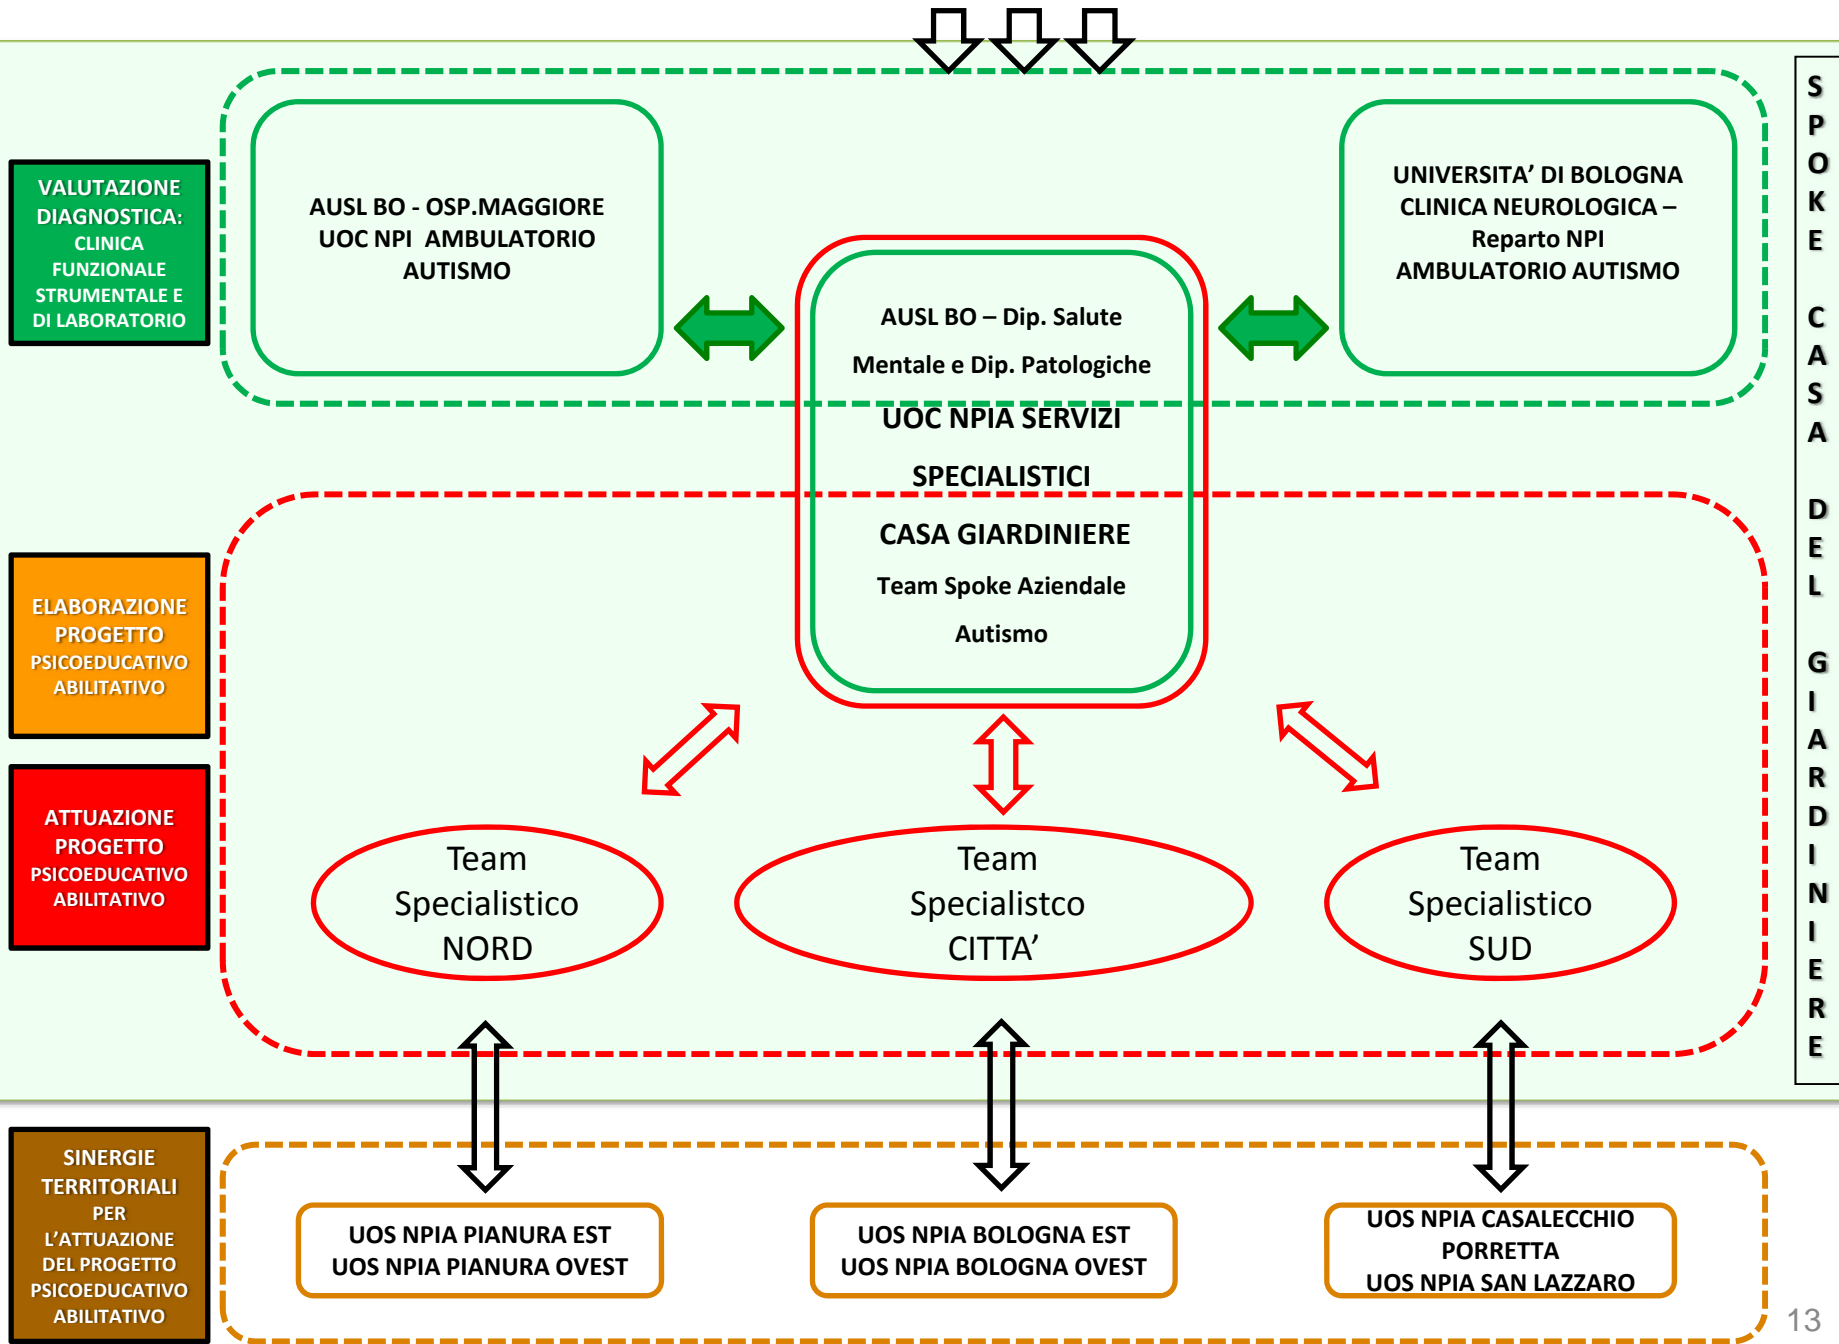 VALUTAZIONE
DIAGNOSTICA:
CLINICA
FUNZIONALE
STRUMENTALE E
DI LABORATORIO
AUSL BO - OSP.MAGGIORE
UOC NPI AMBULATORIO
AUTISMO
UNIVERSITA’ DI BOLOGNA
CLINICA NEUROLOGICA –
Reparto NPI
AMBULATORIO AUTISMO
AUSL BO – Dip. Salute
Mentale e Dip. Patologiche
UOC NPIA SERVIZI
SPECIALISTICI
CASA GIARDINIERE
Team Spoke Aziendale
Autismo
SPOKE CASA DEL GIARDINIERE
ELABORAZIONE
PROGETTO
PSICOEDUCATIVO
ABILITATIVO
ATTUAZIONE
PROGETTO
PSICOEDUCATIVO
ABILITATIVO
Team
Specialistico
NORD
Team
Specialistco
CITTA’
Team
Specialistico
SUD
SINERGIE
TERRITORIALI
PER
L’ATTUAZIONE
DEL PROGETTO
PSICOEDUCATIVO
ABILITATIVO
UOS NPIA PIANURA EST
UOS NPIA PIANURA OVEST
UOS NPIA BOLOGNA EST
UOS NPIA BOLOGNA OVEST
UOS NPIA CASALECCHIO
PORRETTA
UOS NPIA SAN LAZZARO
13